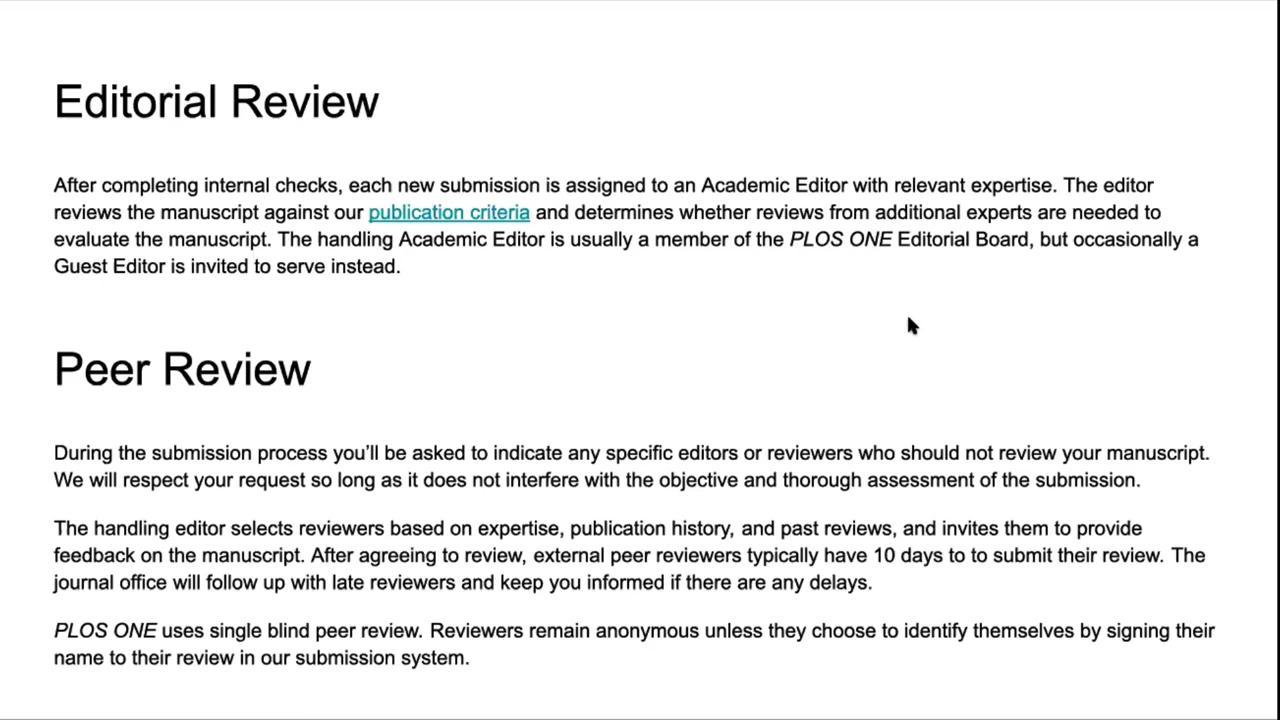 Editorial Review
After completing internal checks, each new submission is assigned to an Academic Editor with relevant expertise. The editor
reviews the manuscript against our publication criteria and determines whether reviews from additional experts are needed to
evaluate the manuscript. The handling Academic Editor is usually a member of the PLOS ONE Editorial Board, but occasionally a
Guest Editor is invited to serve instead.
Peer Review
During the submission process you’ll be asked to indicate any specific editors or reviewers who should not review your manuscript.
We will respect your request so long as it does not interfere with the objective and thorough assessment of the submission.
The handling editor selects reviewers based on expertise, publication history, and past reviews, and invites them to provide
feedback on the manuscript. After agreeing to review, external peer reviewers typically have 10 days to to submit their review. The
journal office will follow up with late reviewers and keep you informed if there are any delays.
PLOS ONE uses single blind peer review. Reviewers remain anonymous unless they choose to identify themselves by signing their
name to their review in our submission system.